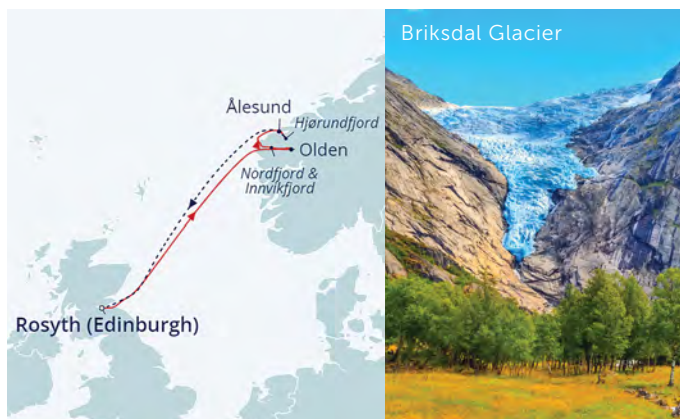 Ålesund
Hjørundfjord
Olden
Nordfjord &
Innvikfjord
Rosyth (Edinburgh)
Briksdal Glacier